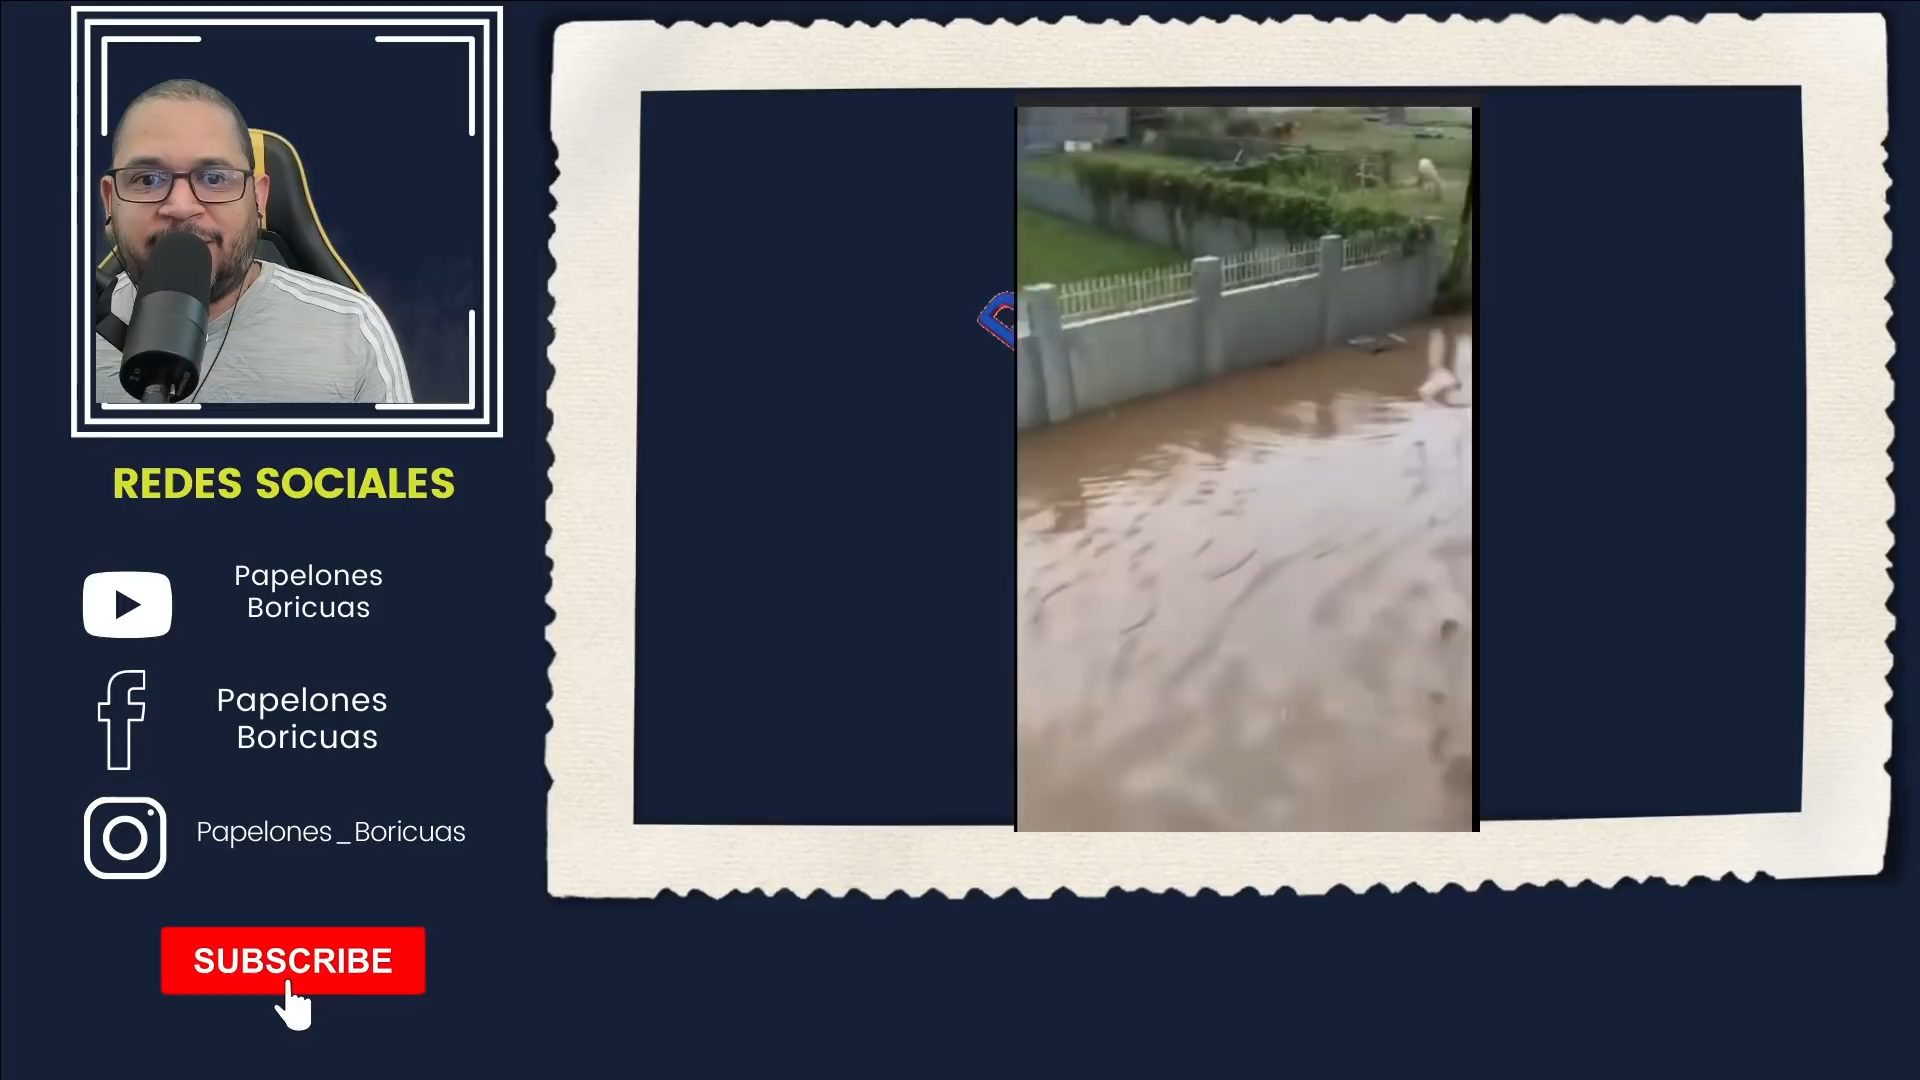 REDES SOCIALES
Papelones
Boricuas
Papelones
Boricuas
Papelones_Boricuas
SUBSCRIBE